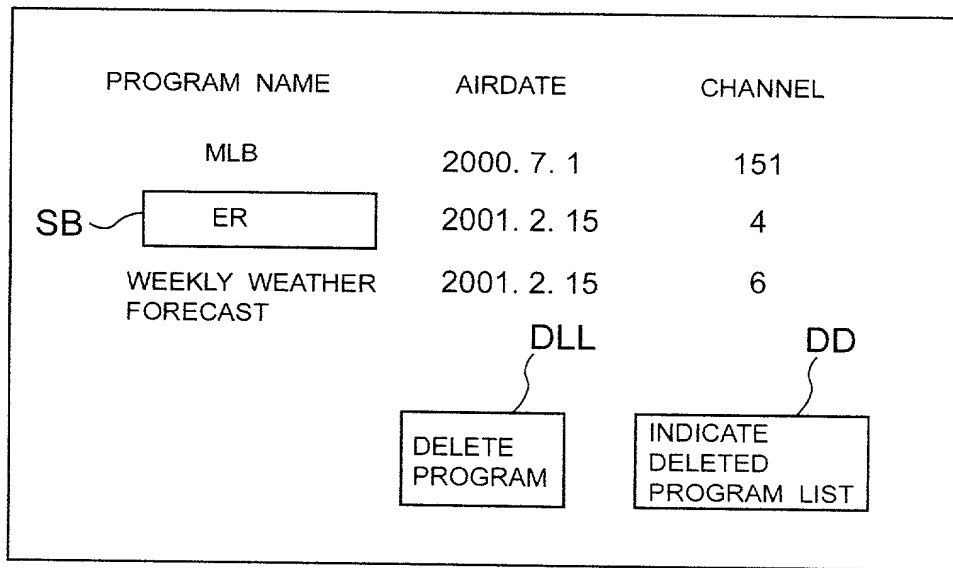 PROGRAM NAME AIRDATE CHANNEL
MLB 2000. 7. 1 151
SB ER 2001. 2. 15 4
WEEKLY WEATHER 2001. 2. 15 6
FORECAST
DLL DD
DELETE
PROGRAM
INDICATE
DELETED
PROGRAM LIST